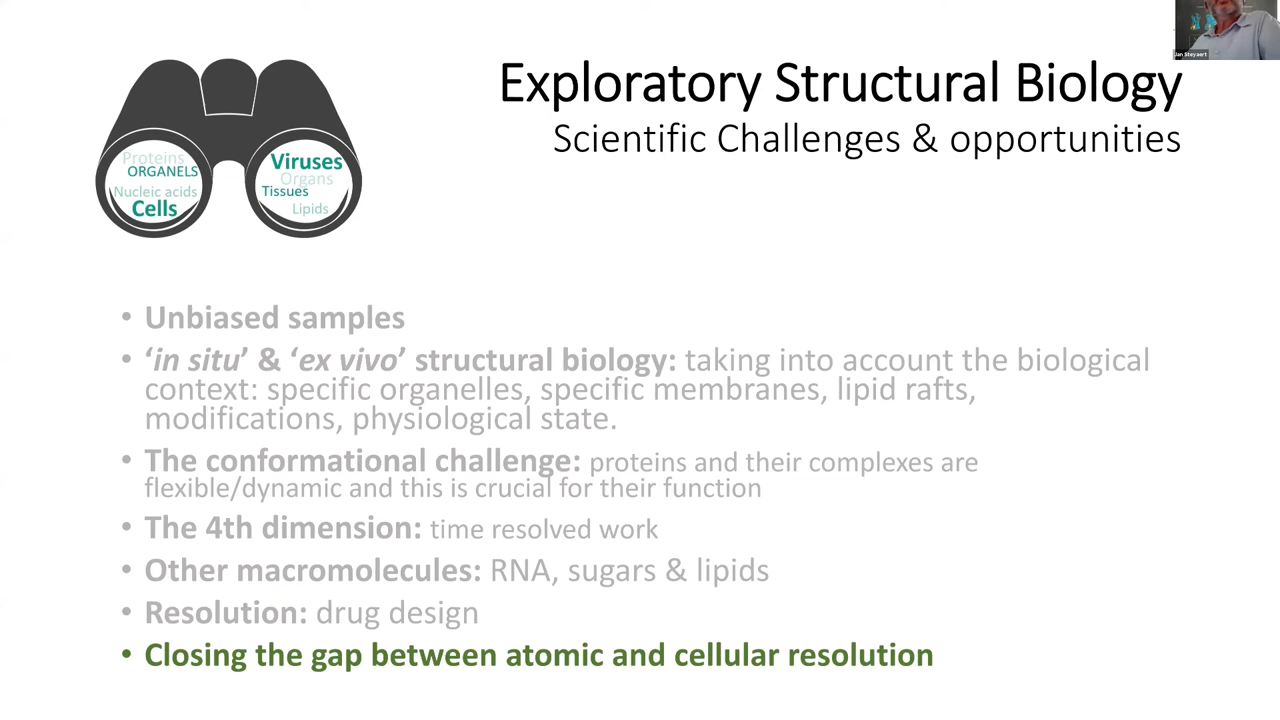 Jan Steyaert
Exploratory Structural Biology
Scientific Challenges & opportunities
Proteins
ORGANELS
Nucleic acids
Cells
Viruses
Organs
Tissues
Lipids
• Unbiased samples
• ‘in situ’ & ‘ex vivo’ structural biology: taking into account the biological
context: specific organelles, specific membranes, lipid rafts,
modifications, physiological state.
• The conformational challenge: proteins and their complexes are
flexible/dynamic and this is crucial for their function
• The 4th dimension: time resolved work
• Other macromolecules: RNA, sugars & lipids
• Resolution: drug design
• Closing the gap between atomic and cellular resolution